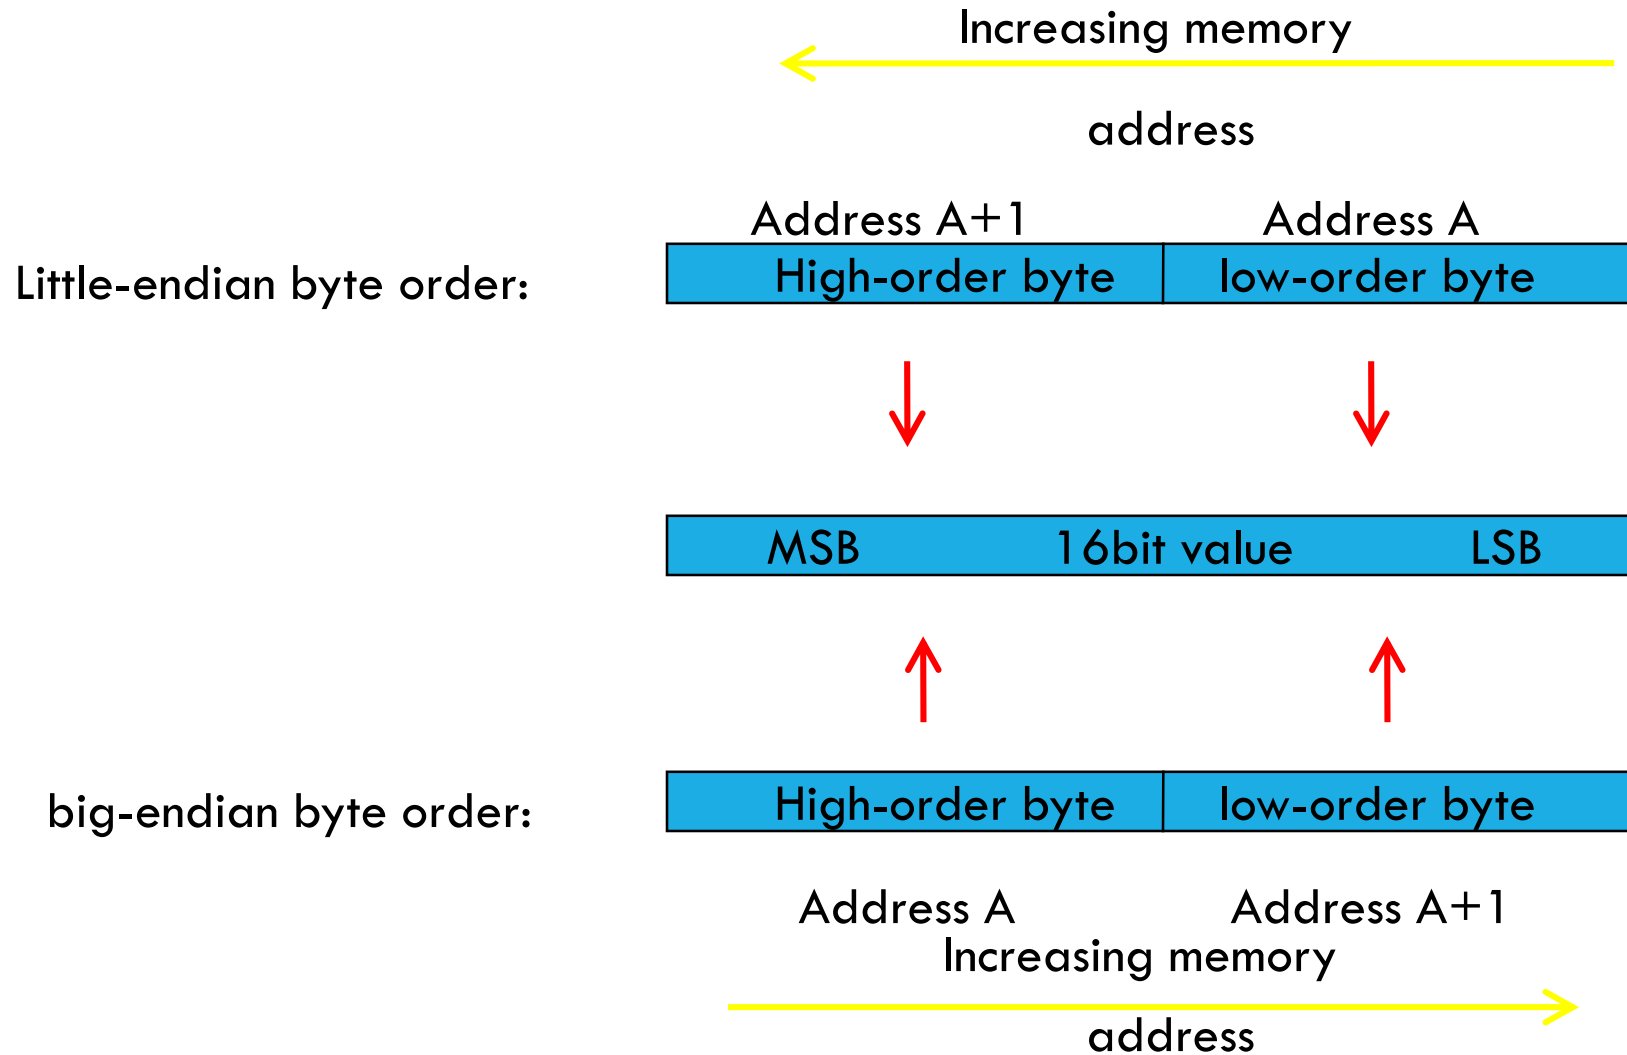 Increasing memory
address
Address A+1 Address A
Little-endian byte order: High-order byte low-order byte
MSB 16bit value LSB
big-endian byte order: High-order byte low-order byte
Address A Address A+1
Increasing memory
address